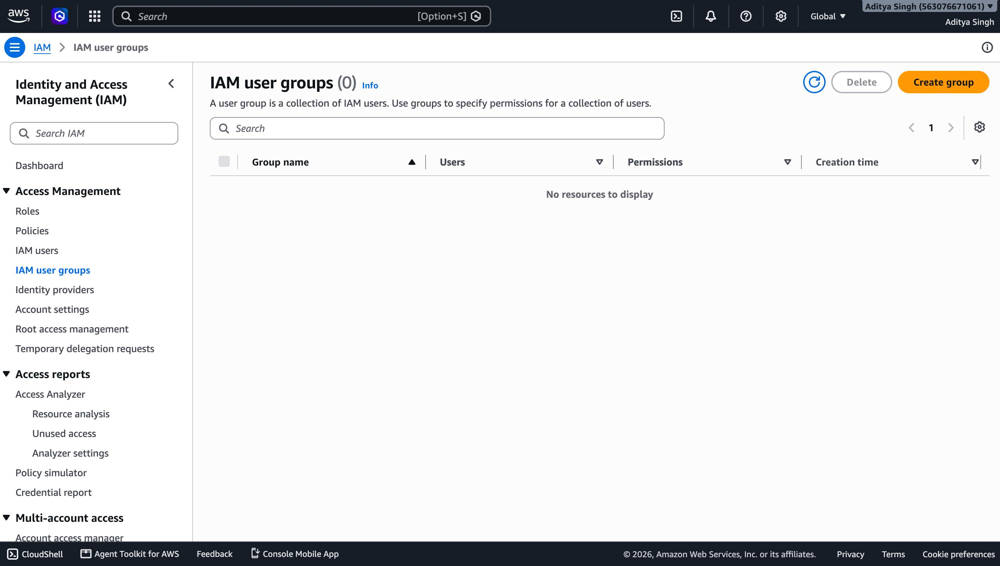 aws
Search [Option+S]
Global
Aditya Singh (563076671061)
Aditya Singh
IAM
IAM user groups
Identity and Access
Management (IAM)
Search IAM
Dashboard
Access Management
Roles
Policies
IAM users
IAM user groups
Identity providers
Account settings
Root access management
Temporary delegation requests
Access reports
Access Analyzer
Resource analysis
Unused access
Analyzer settings
Policy simulator
Credential report
Multi-account access
Account access manager
IAM user groups (0) Info
Delete
Create group
A user group is a collection of IAM users. Use groups to specify permissions for a collection of users.
Search
1
Group name Users Permissions Creation time
No resources to display
CloudShell Agent Toolkit for AWS Feedback Console Mobile App © 2026, Amazon Web Services, Inc. or its affiliates. Privacy Terms Cookie preferences